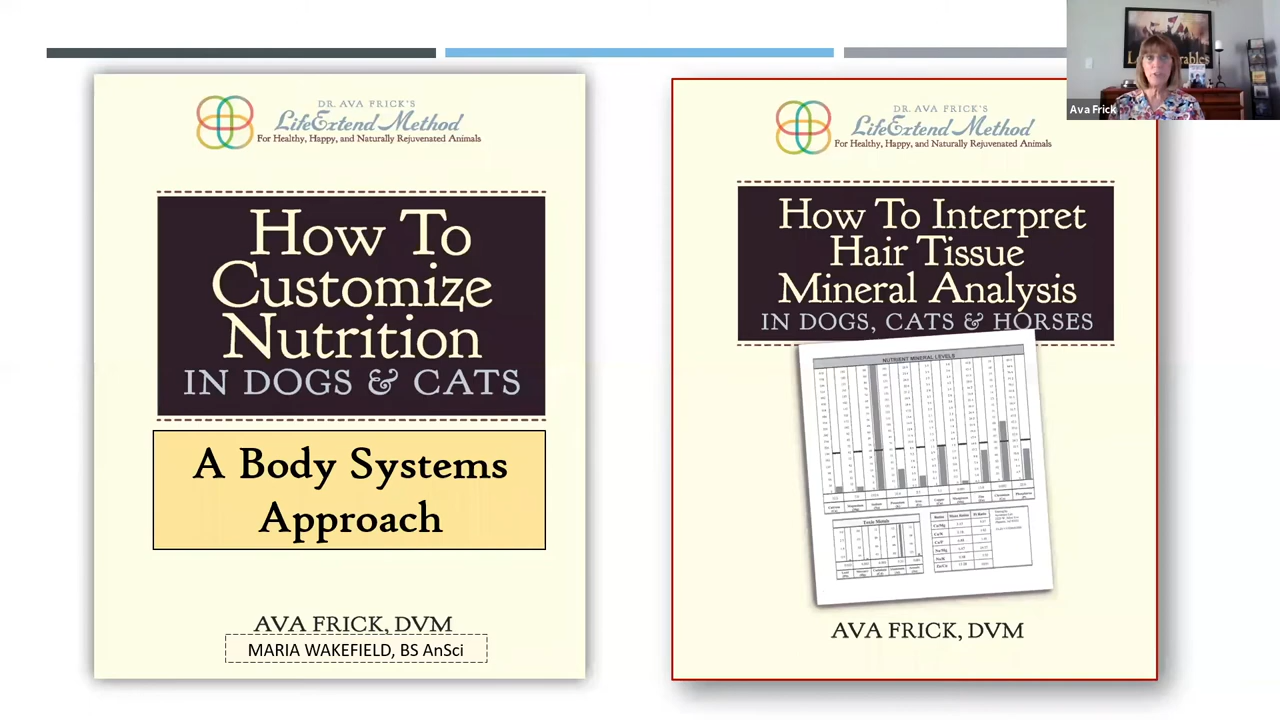 DR. AVA FRICK'S
LifeExtend Method
For Healthy, Happy, and Naturally Rejuvenated Animals
How To
Customize
Nutrition
IN DOGS & CATS
A Body Systems
Approach
AVA FRICK, DVM
MARIA WAKEFIELD, BS AnSci
DR. AVA FRICK'S
LifeExtend Method
For Healthy, Happy, and Naturally Rejuvenated Animals
How To Interpret
Hair Tissue
Mineral Analysis
IN DOGS, CATS & HORSES
NUTRIENT MINERAL LEVELS
Toxic Metals
AVA FRICK, DVM
Ava Frick